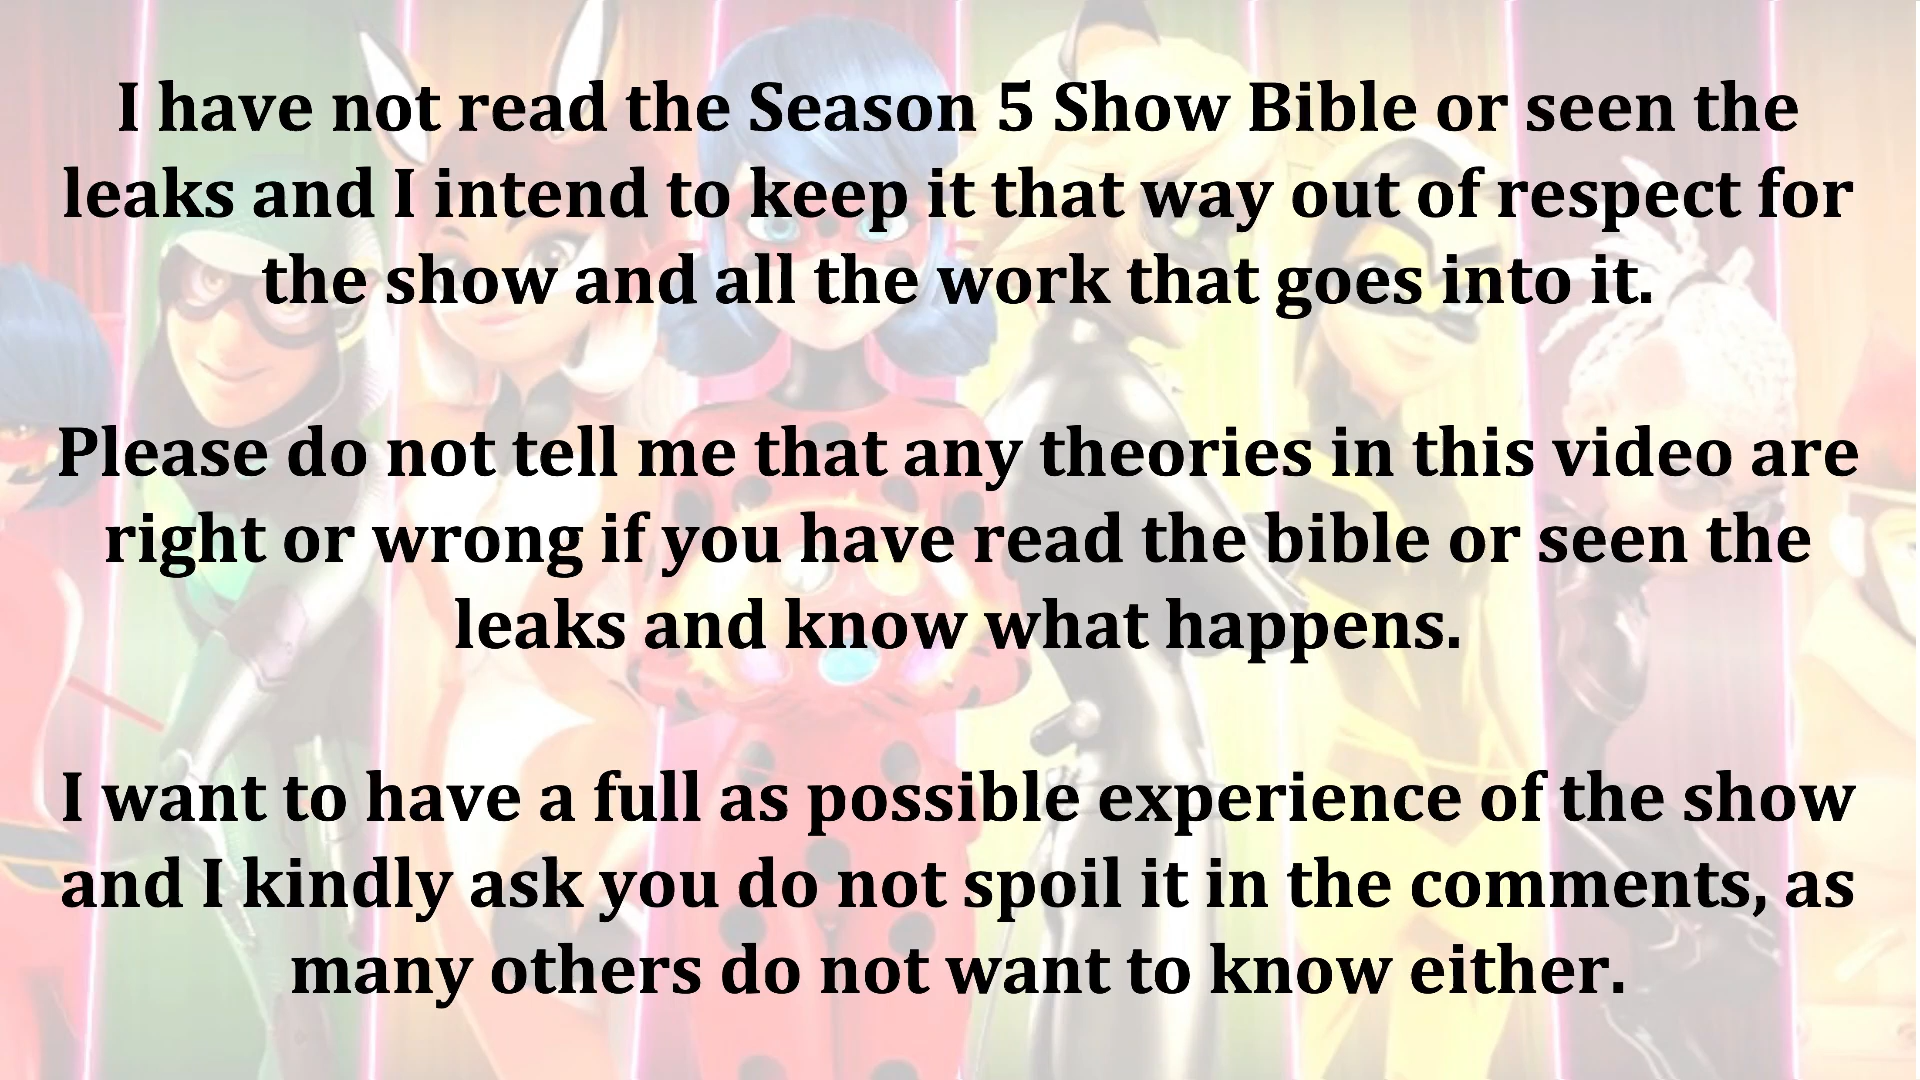 I have not read the Season 5 Show Bible or seen the
leaks and I intend to keep it that way out of respect for
the show and all the work that goes into it.
Please do not tell me that any theories in this video are
right or wrong if you have read the bible or seen the
leaks and know what happens.
I want to have a full as possible experience of the show
and I kindly ask you do not spoil it in the comments, as
many others do not want to know either.